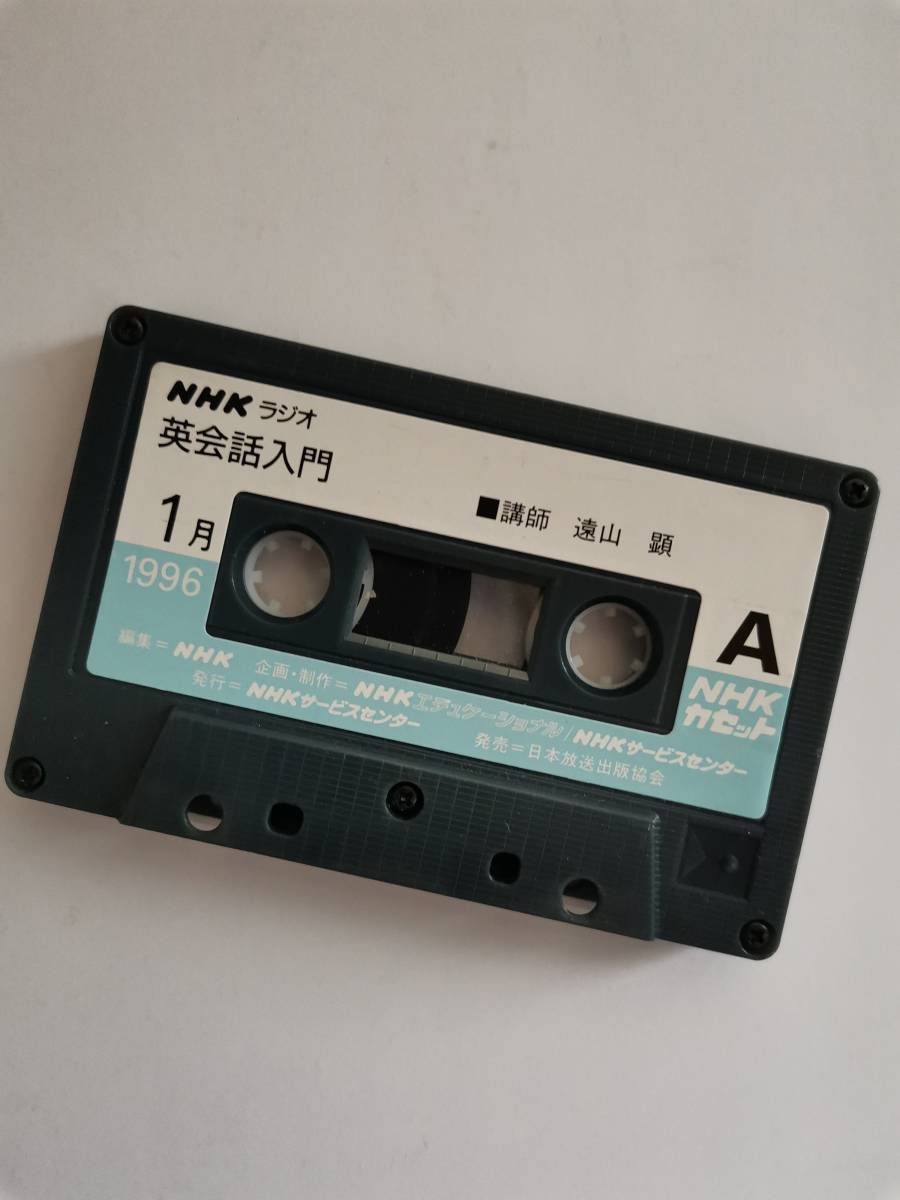 NHK ラジオ
英会話入門
1月
■講師 遠山 顕
1996
A
NHK
カセット
編集=NHK 企画・制作=NHKエデュケーショナル/NHKサービスセンター
発行=NHKサービスセンター 発売=日本放送出版協会